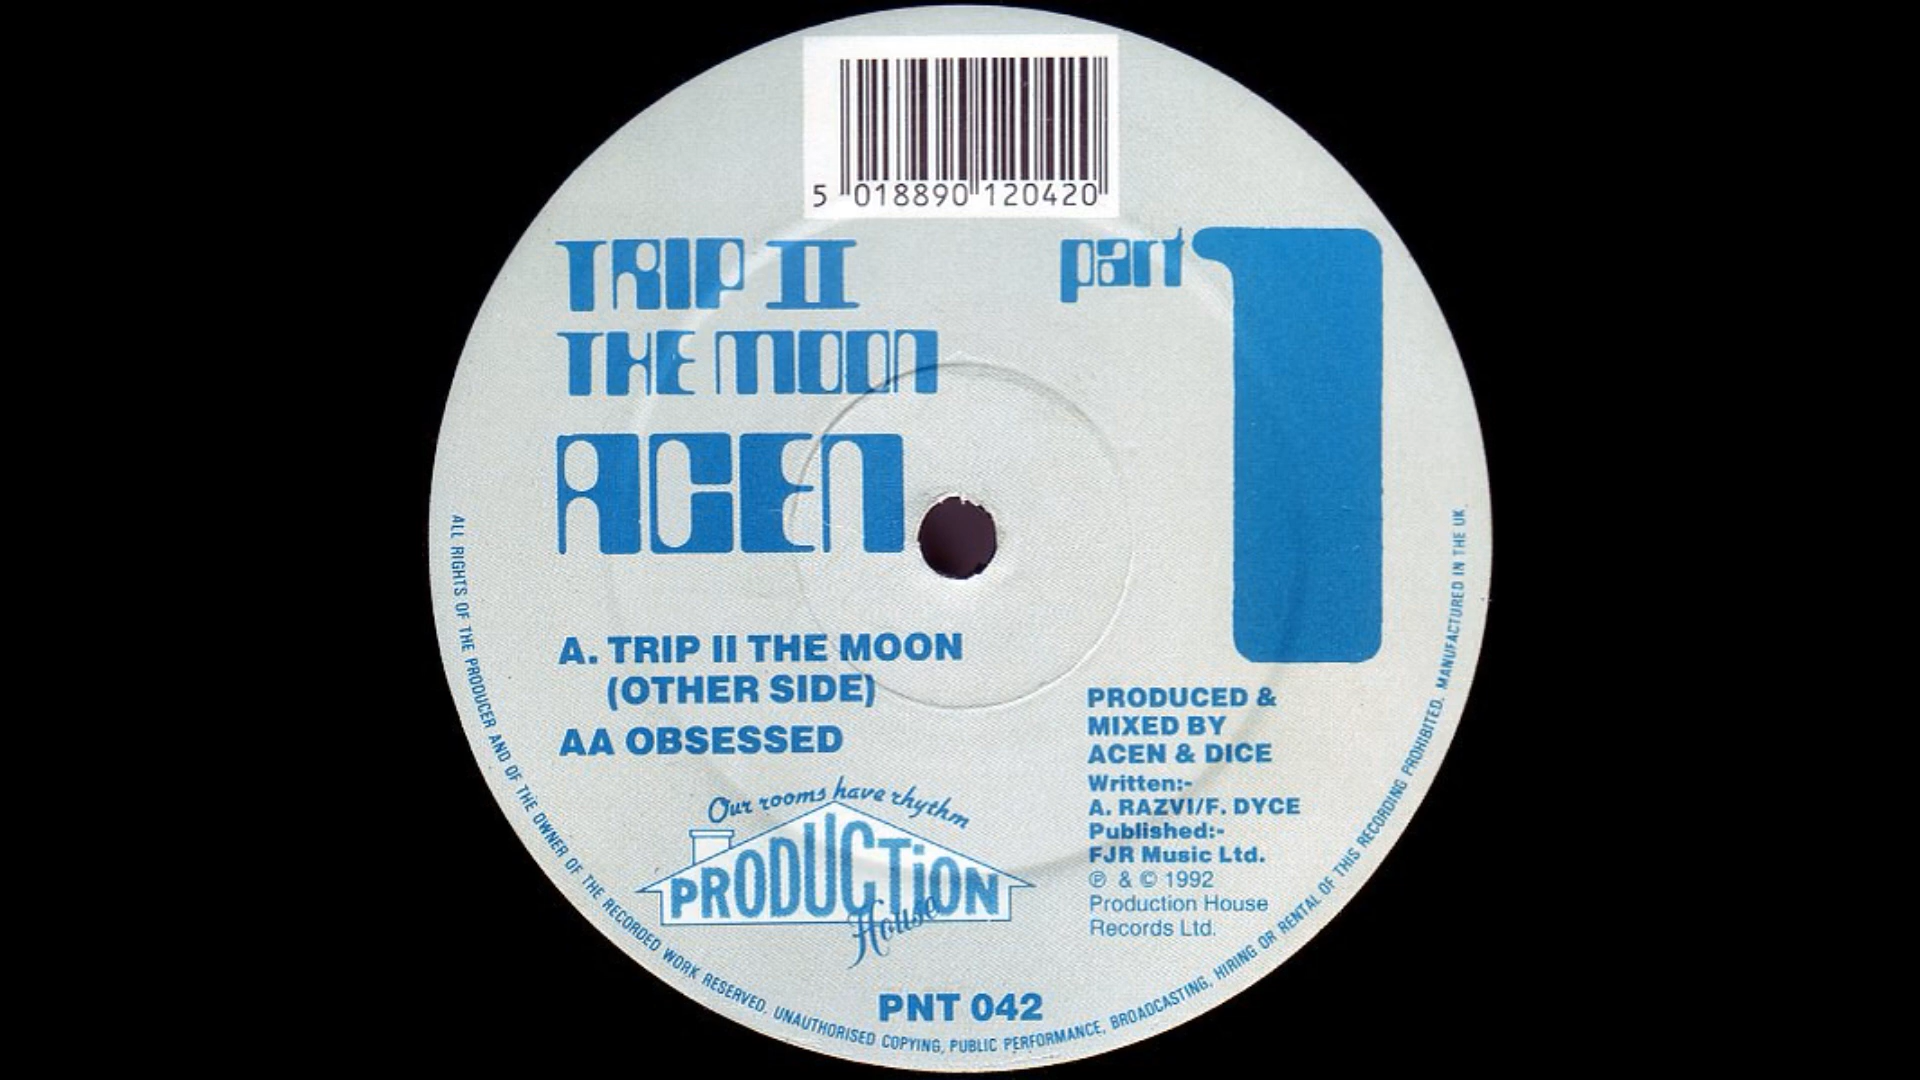 5 018890 120420
TRIP II
THE MOON
ACEN
part 1
A. TRIP II THE MOON
(OTHER SIDE)
AA OBSESSED
Our rooms have rhythm
PRODUCTiON
House
PRODUCED &
MIXED BY
ACEN & DICE
Written:-
A. RAZVI/F. DYCE
Published:-
FJR Music Ltd.
℗ & © 1992
Production House
Records Ltd.
PNT 042
ALL RIGHTS OF THE PRODUCER AND OF THE OWNER OF THE RECORDED WORK RESERVED. UNAUTHORISED COPYING, PUBLIC PERFORMANCE, BROADCASTING, HIRING OR RENTAL OF THIS RECORDING PROHIBITED. MANUFACTURED IN THE UK